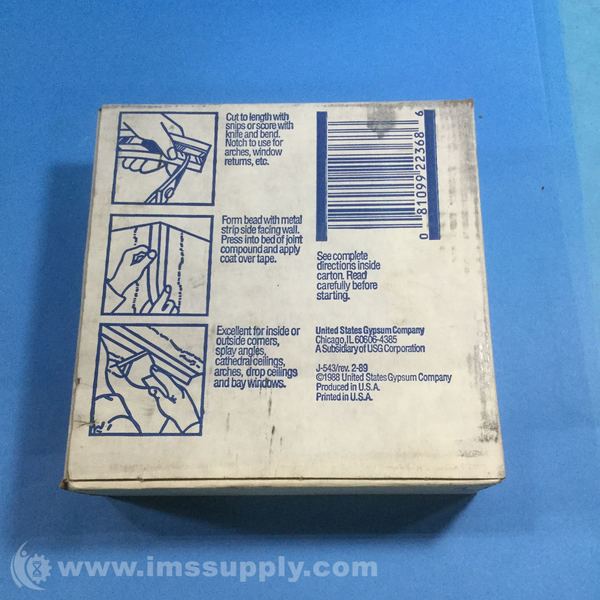 Cut to length with
snips or score with
knife and bend.
Notch to use for
arches, window
returns, etc.
Form bead with metal
strip side facing wall.
Press into bed of joint
compound and apply
coat over tape.
Excellent for inside or
outside corners,
splay angles,
cathedral ceilings,
arches, drop ceilings
and bay windows.
0 81099 22368 6
See complete
directions inside
carton. Read
carefully before
starting.
United States Gypsum Company
Chicago, IL 60606-4385
A Subsidiary of USG Corporation
J-543/rev. 2-89
©1988 United States Gypsum Company
Produced in U.S.A.
Printed in U.S.A.
www.imssupply.com